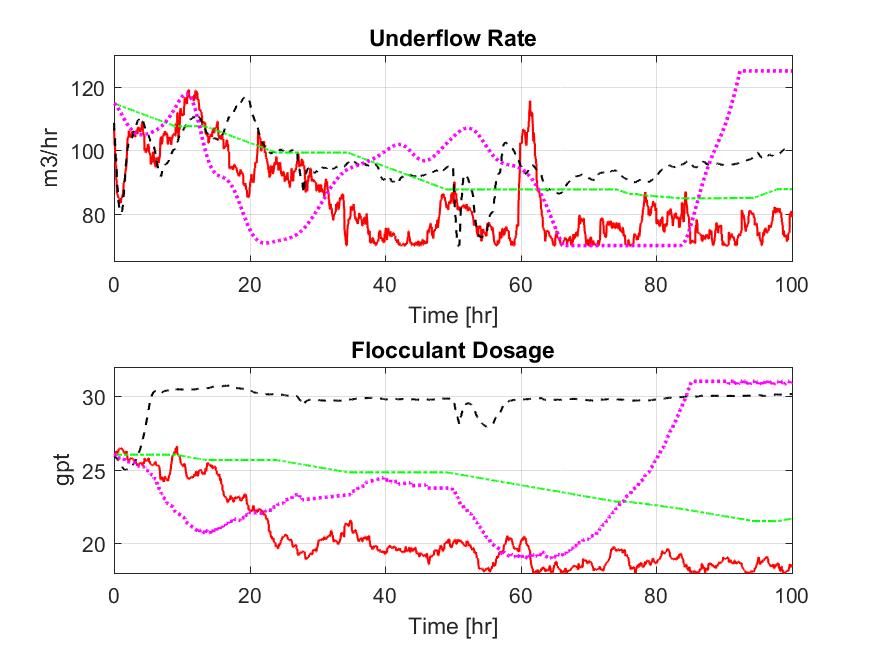 Underflow Rate
m3/hr
120
100
80
0 20 40 60 80 100
Time [hr]
Flocculant Dosage
gpt
30
25
20
0 20 40 60 80 100
Time [hr]